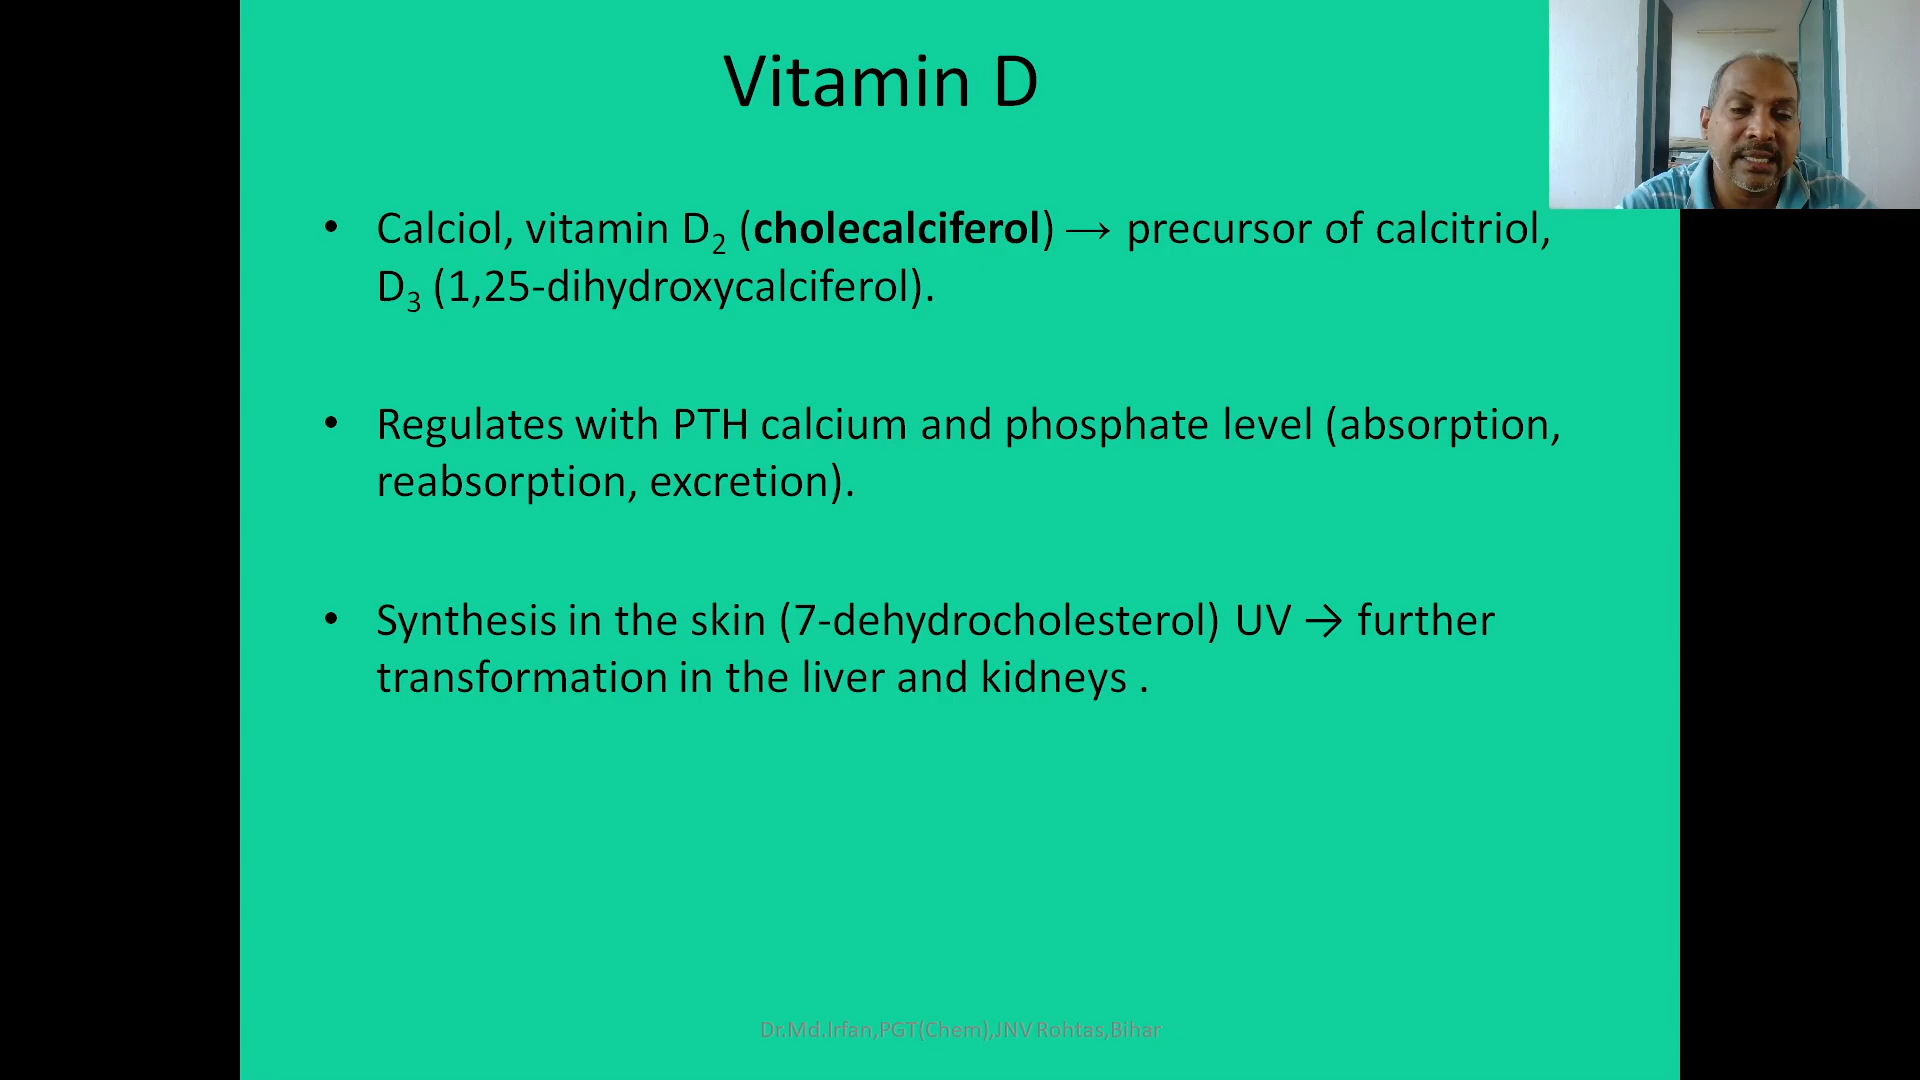 Vitamin D
• Calciol, vitamin D₂ (cholecalciferol) → precursor of calcitriol,
D₃ (1,25-dihydroxycalciferol).
• Regulates with PTH calcium and phosphate level (absorption,
reabsorption, excretion).
• Synthesis in the skin (7-dehydrocholesterol) UV → further
transformation in the liver and kidneys .
Dr.Md.Irfan,PGT(Chem),JNV Rohtas,Bihar